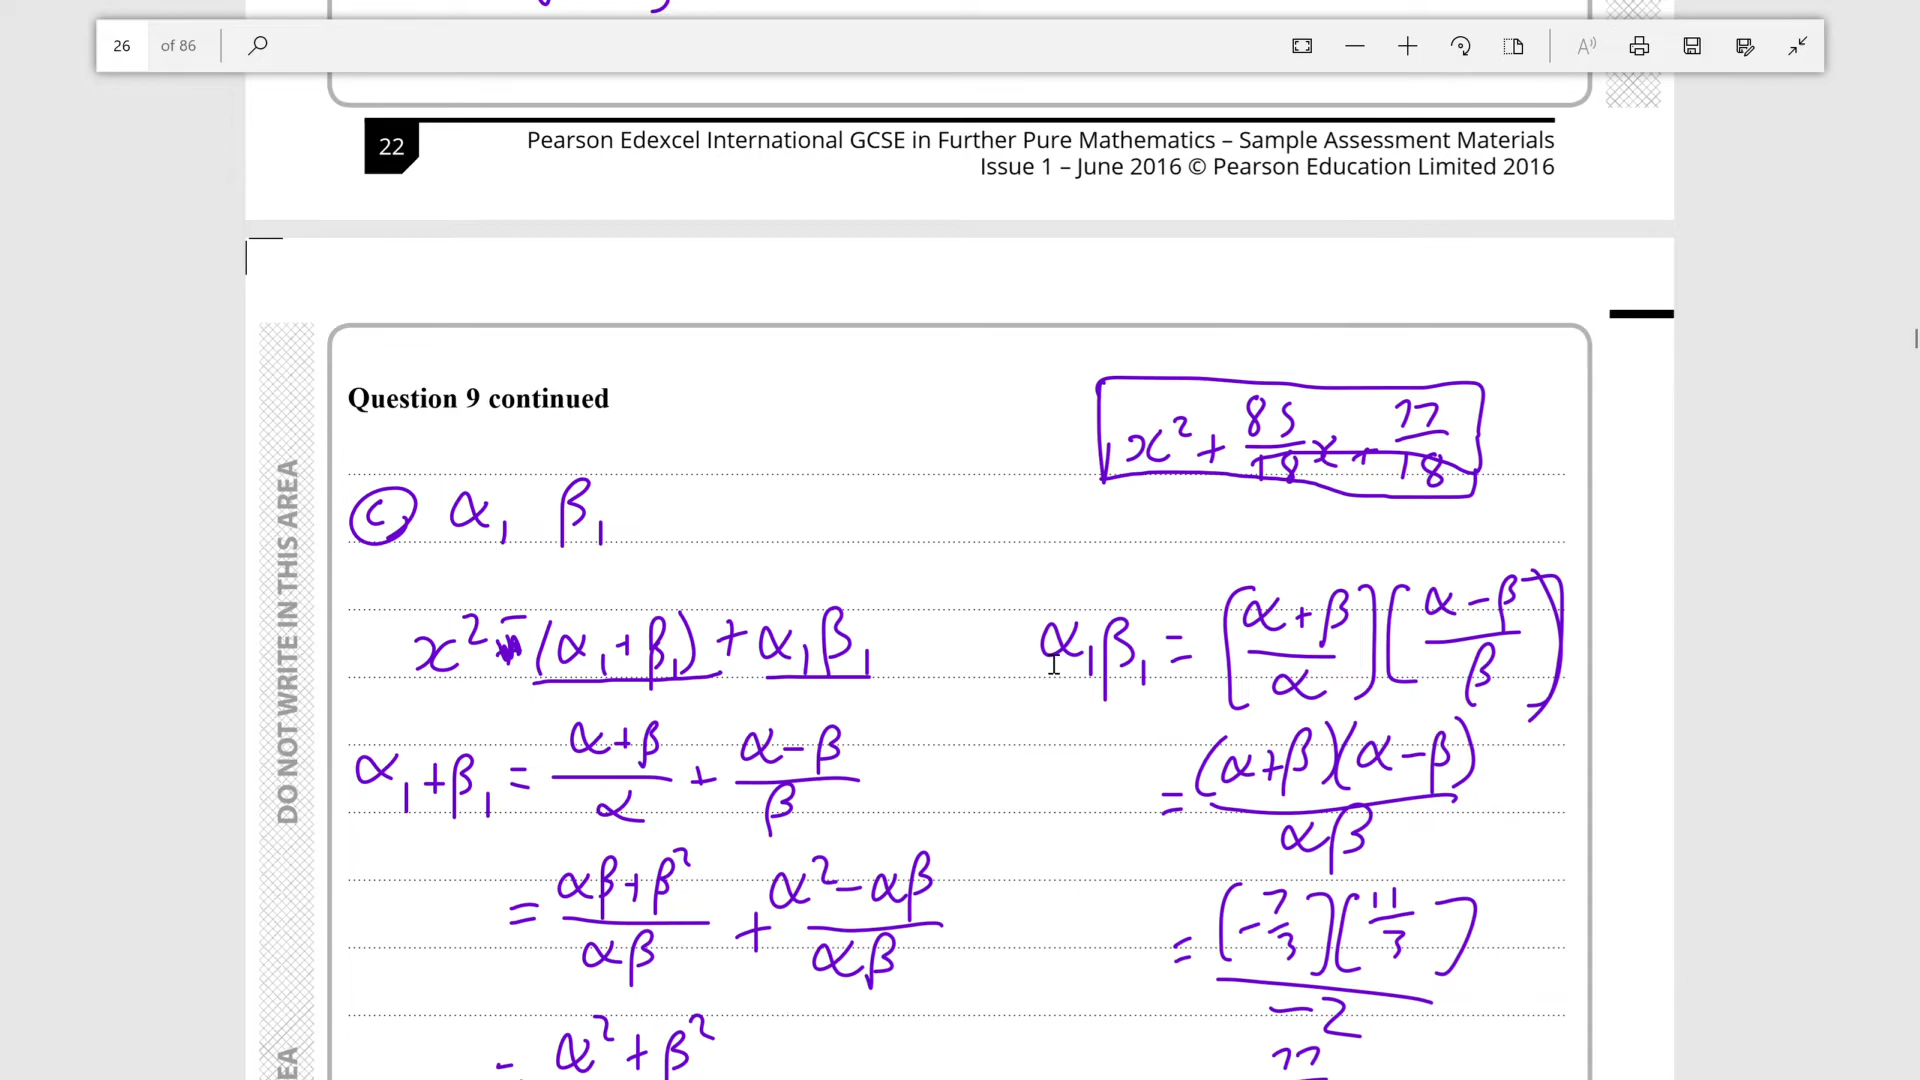 26 of 86
22
Pearson Edexcel International GCSE in Further Pure Mathematics – Sample Assessment Materials
Issue 1 – June 2016 © Pearson Education Limited 2016
DO NOT WRITE IN THIS AREA
Question 9 continued
x² + 85/18 x + 77/18
(c) α₁ β₁
x² - (α₁+β₁) + α₁β₁
α₁+β₁ = (α+β)/α + (α-β)/β
= (αβ+β²)/(αβ) + (α²-αβ)/(αβ)
= α²+β²
α₁β₁ = [(α+β)/α][(α-β)/β]
= (α+β)(α-β)/(αβ)
= [-7/3][11/3]/-2
77
EA